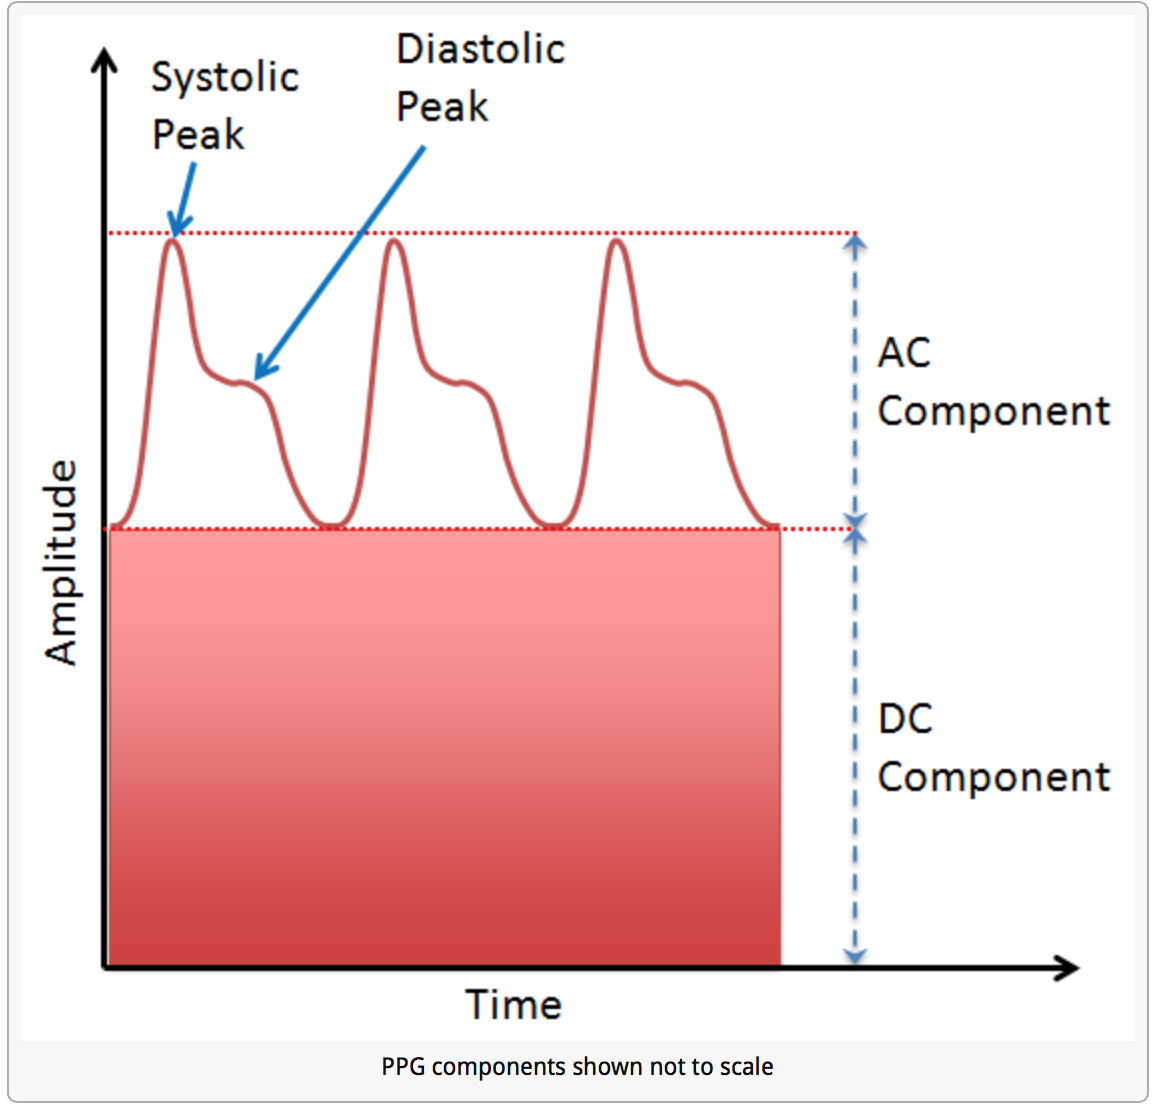 Systolic
Peak
Diastolic
Peak
AC
Component
Amplitude
DC
Component
Time
PPG components shown not to scale